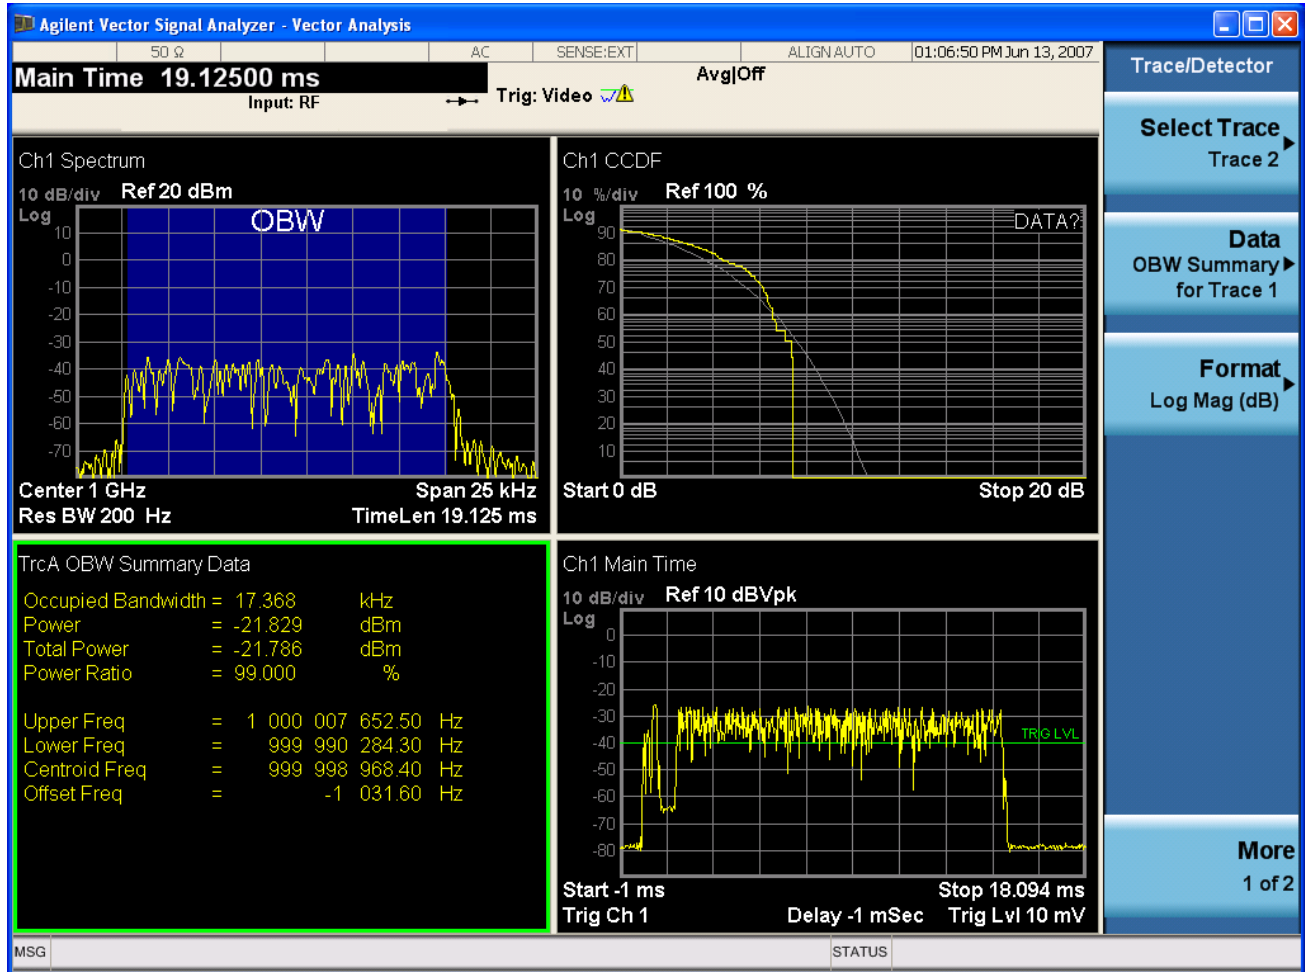 Agilent Vector Signal Analyzer - Vector Analysis
50 Ω AC SENSE:EXT ALIGN AUTO 01:06:50 PM Jun 13, 2007
Main Time 19.12500 ms
Input: RF
Trig: Video
Avg|Off
Ch1 Spectrum
10 dB/div Ref 20 dBm
Log
OBW
10
0
-10
-20
-30
-40
-50
-60
-70
Center 1 GHz Span 25 kHz
Res BW 200 Hz TimeLen 19.125 ms
Ch1 CCDF
10 %/div Ref 100 %
Log
DATA?
90
80
70
60
50
40
30
20
10
Start 0 dB Stop 20 dB
TrcA OBW Summary Data
Occupied Bandwidth = 17.368 kHz
Power = -21.829 dBm
Total Power = -21.786 dBm
Power Ratio = 99.000 %
Upper Freq = 1 000 007 652.50 Hz
Lower Freq = 999 990 284.30 Hz
Centroid Freq = 999 998 968.40 Hz
Offset Freq = -1 031.60 Hz
Ch1 Main Time
10 dB/div Ref 10 dBVpk
Log
0
-10
-20
-30
TRIG LVL
-40
-50
-60
-70
-80
Start -1 ms Stop 18.094 ms
Trig Ch 1 Delay -1 mSec Trig Lvl 10 mV
Trace/Detector
Select Trace
Trace 2
Data
OBW Summary
for Trace 1
Format
Log Mag (dB)
More
1 of 2
MSG STATUS